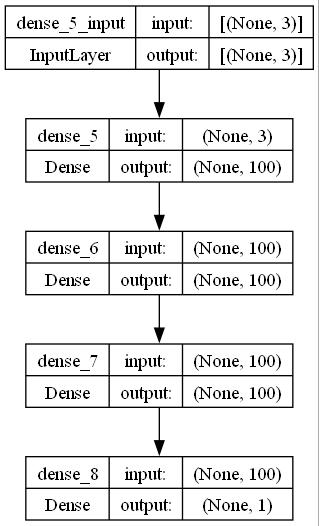 dense_5_input input: [(None, 3)]
InputLayer output: [(None, 3)]
dense_5 input: (None, 3)
Dense output: (None, 100)
dense_6 input: (None, 100)
Dense output: (None, 100)
dense_7 input: (None, 100)
Dense output: (None, 100)
dense_8 input: (None, 100)
Dense output: (None, 1)